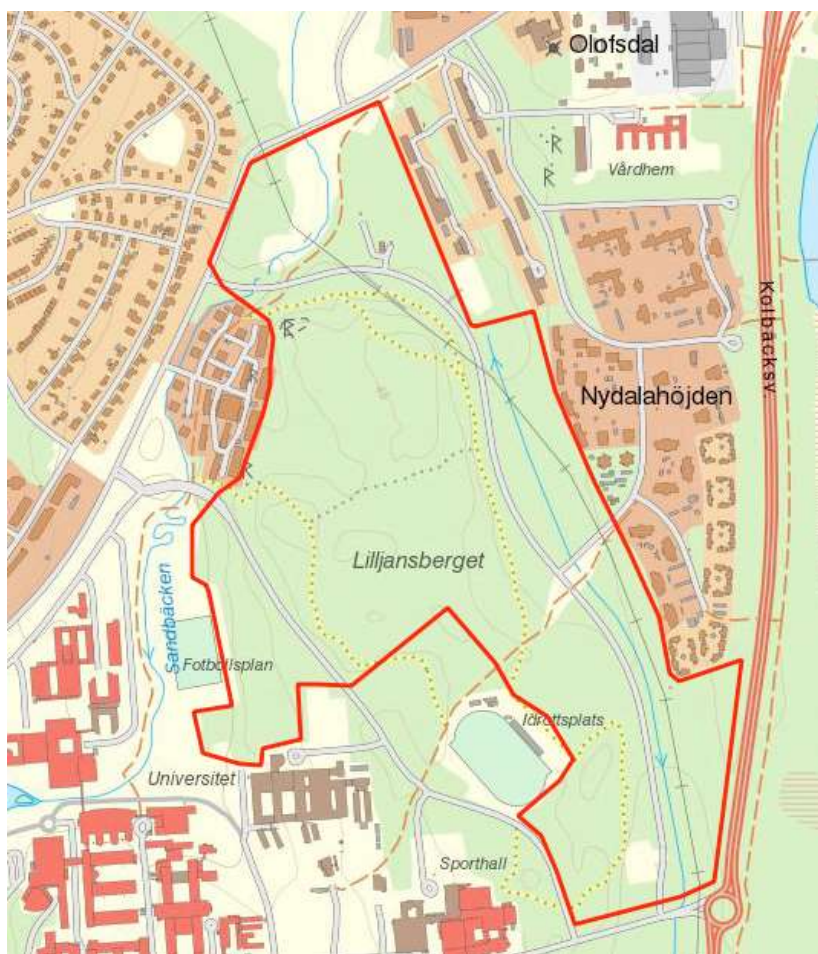 Olofsdal
Vårdhem
Kolbäcksv.
Nydalahöjden
Lilljansberget
Sandbäcken
Fotbollsplan
Idrottsplats
Universitet
Sporthall